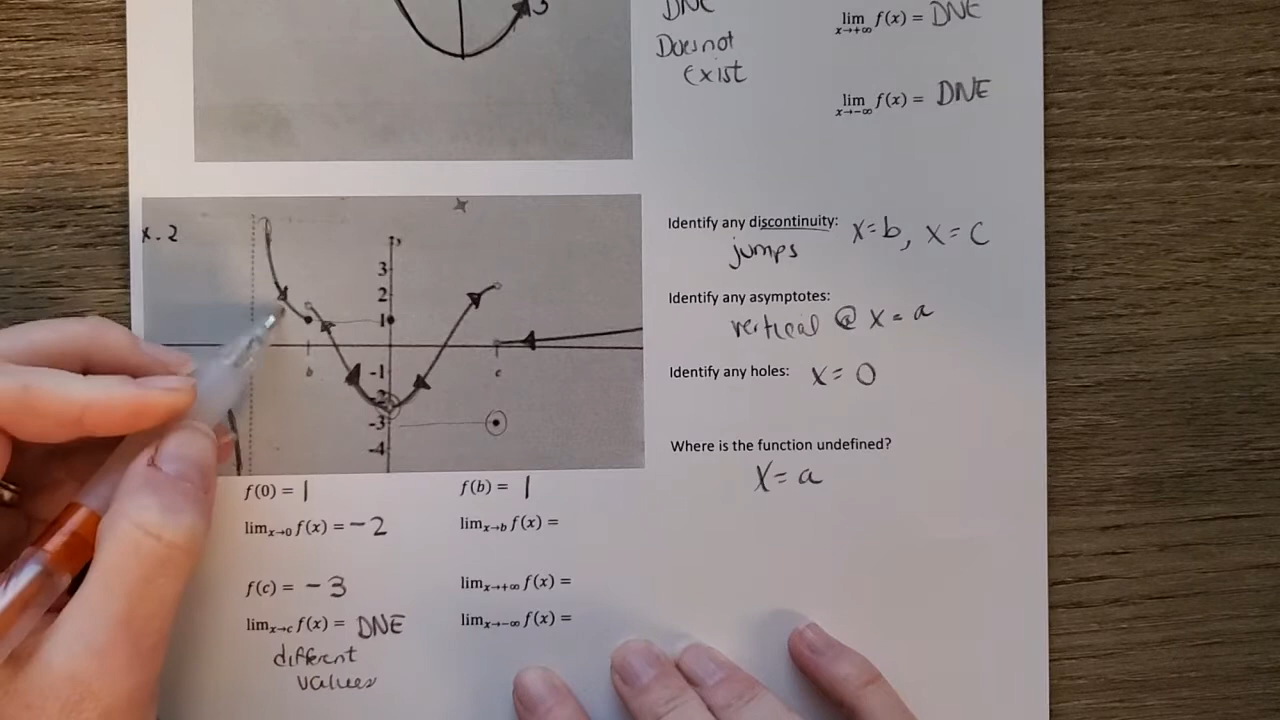 DNE
Does not
Exist
lim x→+∞ f(x) = DNE
lim x→−∞ f(x) = DNE
x. 2
y
3
2
1
b
c
-1
-2
-3
-4
Identify any discontinuity: x=b, x=c
jumps
Identify any asymptotes:
vertical @ x=a
Identify any holes: x=0
Where is the function undefined?
x=a
f(0) = 1
lim x→0 f(x) = -2
f(c) = -3
lim x→c f(x) = DNE
different
values
f(b) = 1
lim x→b f(x) =
lim x→+∞ f(x) =
lim x→−∞ f(x) =